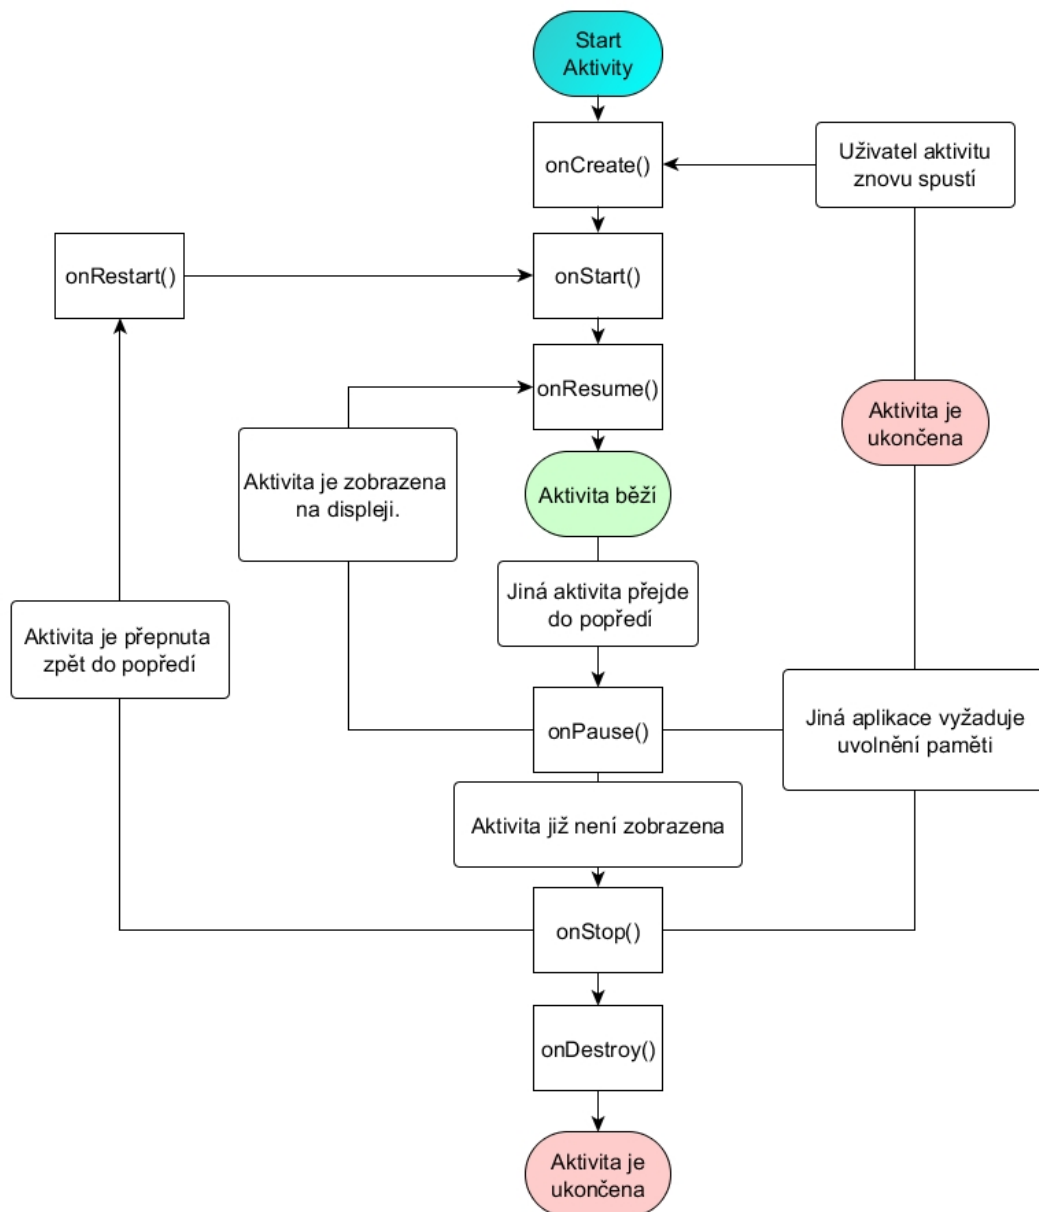 Start
Aktivity
onCreate()
Uživatel aktivitu
znovu spustí
onRestart()
onStart()
onResume()
Aktivita je
ukončena
Aktivita je zobrazena
na displeji.
Aktivita běží
Jiná aktivita přejde
do popředí
Aktivita je přepnuta
zpět do popředí
onPause()
Jiná aplikace vyžaduje
uvolnění paměti
Aktivita již není zobrazena
onStop()
onDestroy()
Aktivita je
ukončena